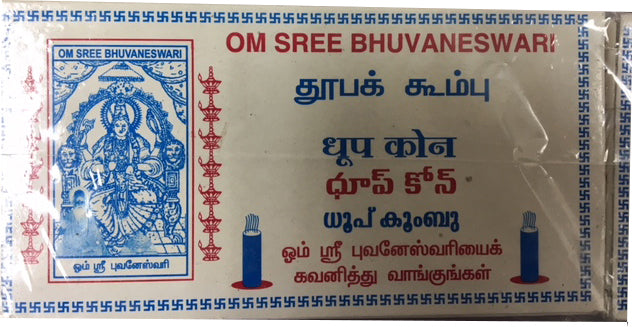 OM SREE BHUVANESWARI
ஓம் ஸ்ரீ புவனேஸ்வரி
OM SREE BHUVANESWARI
தூபக் கூம்பு
धूप कोन
ధూప్ కోన్
ധൂപ് കൂംബു
ஓம் ஸ்ரீ புவனேஸ்வரியைக்
கவனித்து வாங்குங்கள்